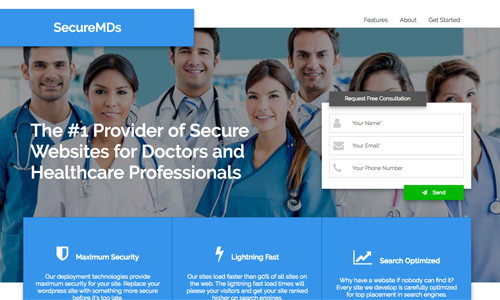 SecureMDs
Features About Get Started
The #1 Provider of Secure
Websites for Doctors and
Healthcare Professionals
Request Free Consultation
Your Name*
Your Email*
Your Phone Number
Send
Maximum Security
Our deployment technologies provide
maximum security for your site. Replace your
wordpress site with something more secure
before it's too late.
Lightning Fast
Our sites load faster than 90% of all sites on
the web. The lightning fast load times will
please your visitors and get your site ranked
higher on search engines.
Search Optimized
Why have a website if nobody can find it?
Every site we develop is carefully optimized
for top placement in search engines.